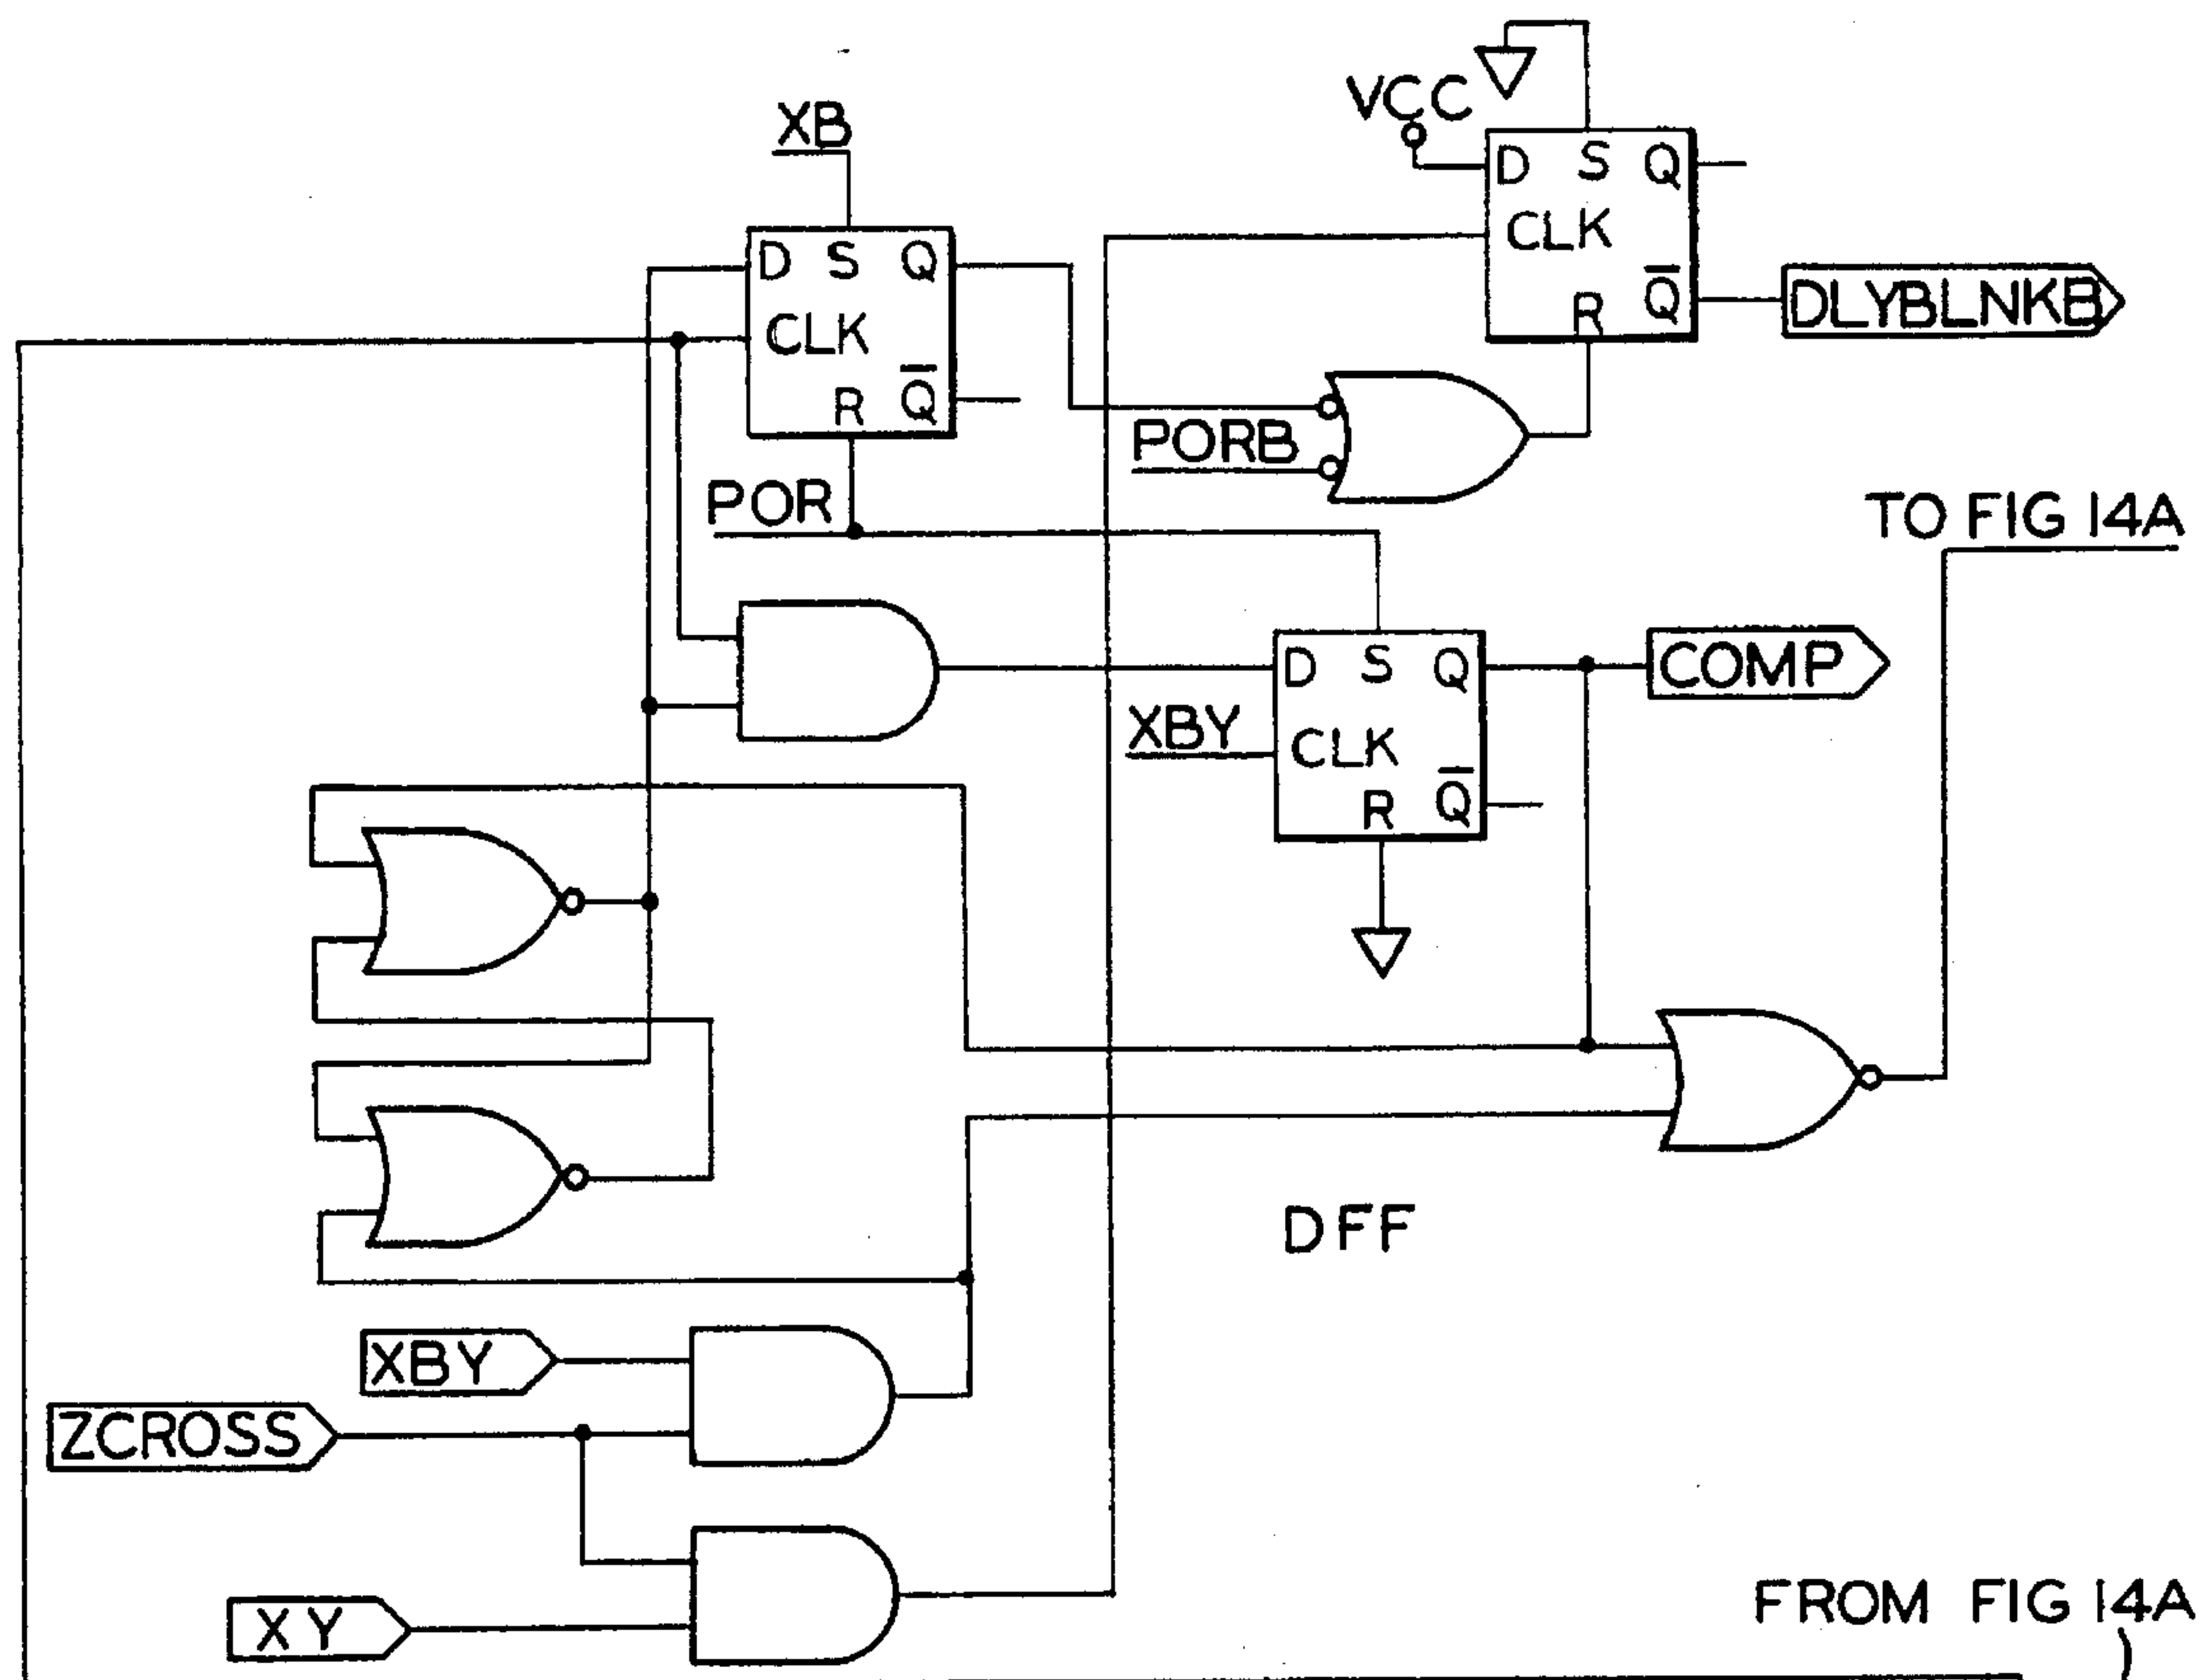 VCC
XB
D S Q
CLK
R Q̅
DLYBLNKB
D S Q
CLK
R Q̅
PORB
POR
TO FIG 14A
D S Q
CLK
R Q̅
COMP
XBY
DFF
XBY
ZCROSS
XY
FROM FIG 14A